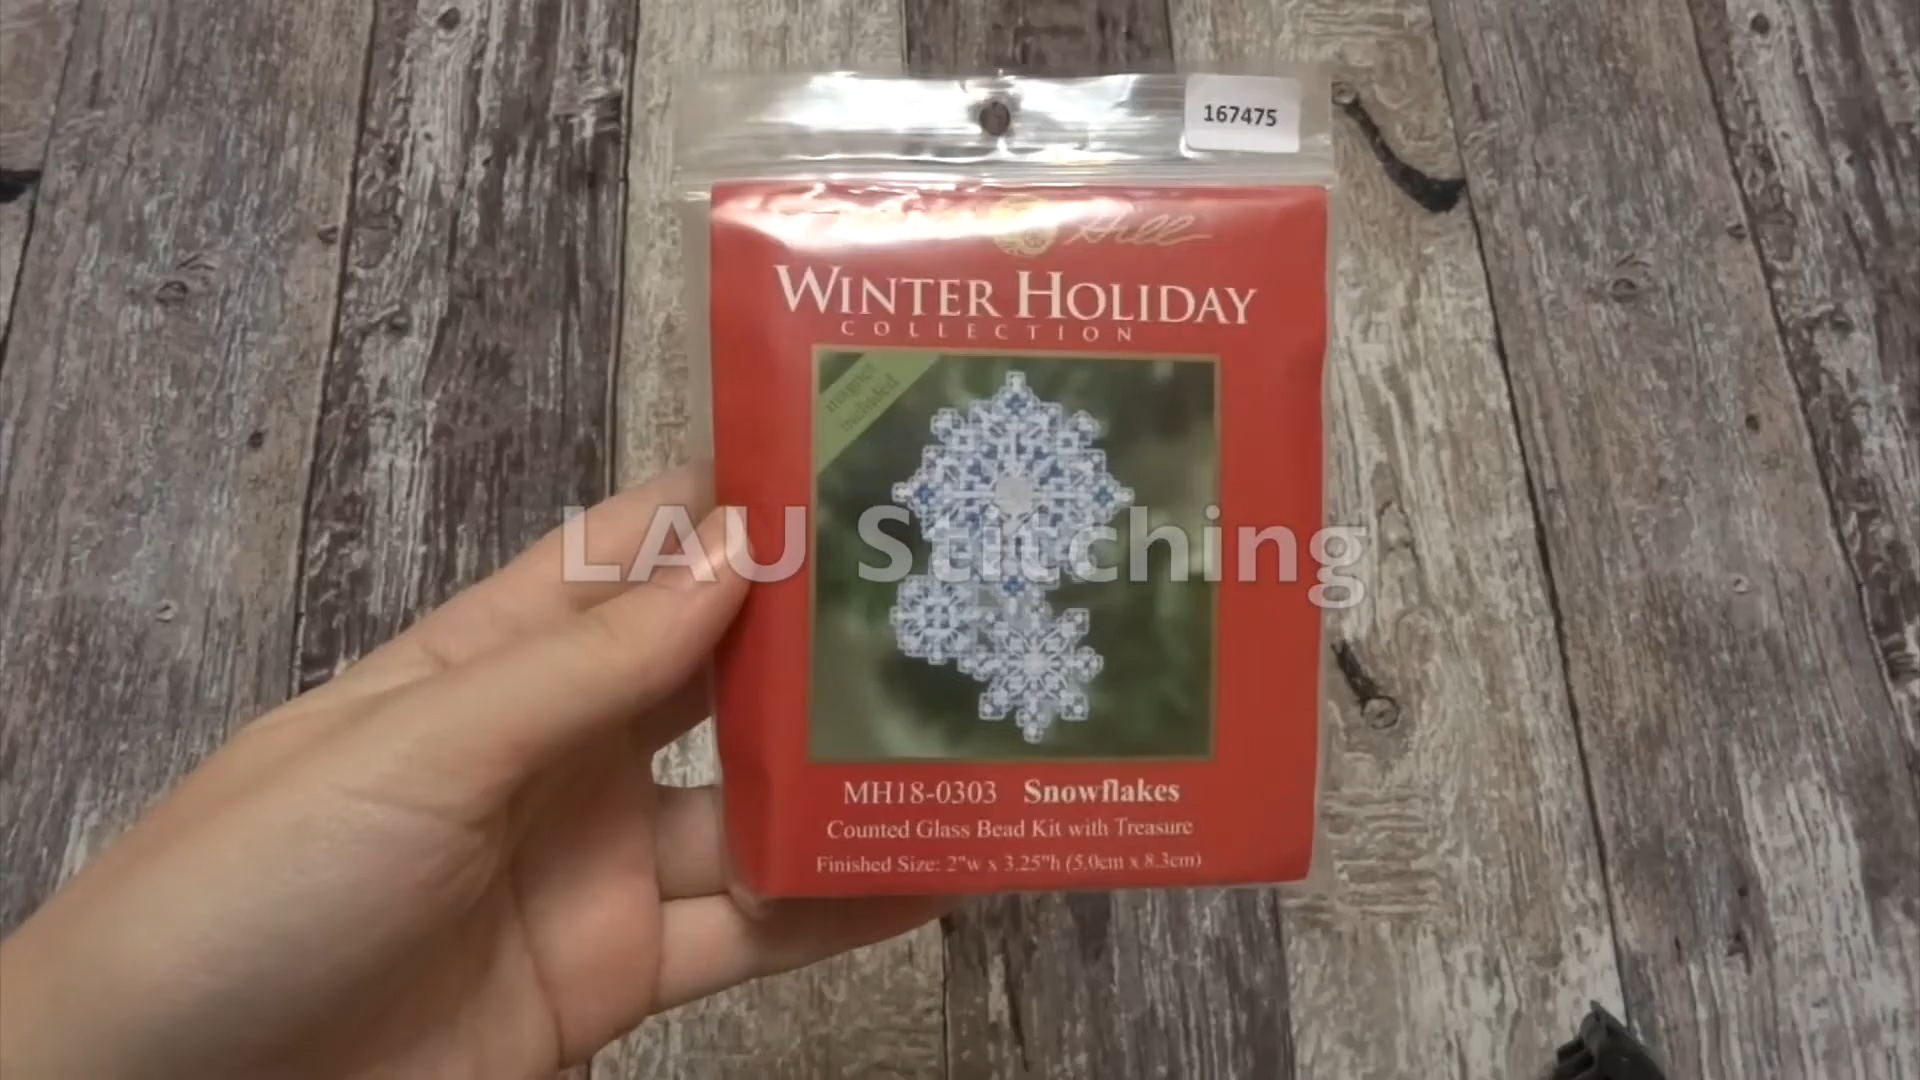 167475
Hill
WINTER HOLIDAY
COLLECTION
magnet
included
LAU Stitching
MH18-0303 Snowflakes
Counted Glass Bead Kit with Treasure
Finished Size: 2"w x 3.25"h (5.0cm x 8.3cm)